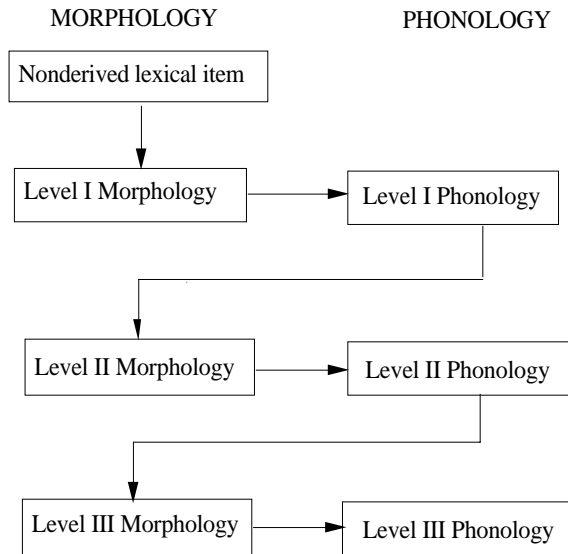 MORPHOLOGY PHONOLOGY
Nonderived lexical item
Level I Morphology Level I Phonology
Level II Morphology Level II Phonology
Level III Morphology Level III Phonology